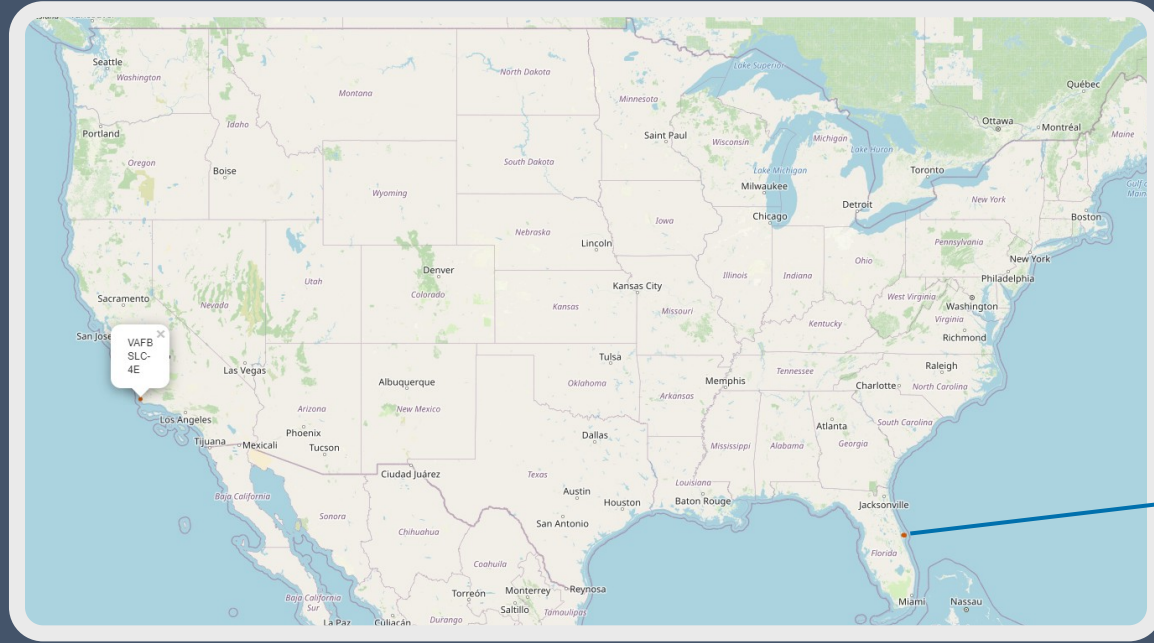 Seattle
Washington
Montana
North Dakota
Minnesota
Lake Superior
Québec
Ottawa
Montréal
Maine
Portland
Oregon
Idaho
Boise
Saint Paul
Wisconsin
Michigan
Lake Huron
Toronto
South Dakota
Wyoming
Lake Michigan
Milwaukee
Chicago
Detroit
New York
Boston
Gulf of
Iowa
Nebraska
Lincoln
Pennsylvania
New York
Philadelphia
Ohio
Illinois
Indiana
Denver
Colorado
Utah
Nevada
Sacramento
Kansas City
Kansas
Missouri
West Virginia
Washington
Virginia
Richmond
Kentucky
San Jose
VAFB
SLC-
4E
×
Las Vegas
Tulsa
Albuquerque
New Mexico
Arizona
Oklahoma
Memphis
Arkansas
Tennessee
Raleigh
Charlotte
North Carolina
South Carolina
Los Angeles
Tijuana
Mexicali
Phoenix
Tucson
Dallas
Atlanta
Georgia
Mississippi
Alabama
Ciudad Juárez
Texas
Louisiana
Baton Rouge
Baja California
Sonora
Chihuahua
Austin
Houston
San Antonio
Jacksonville
Florida
Coahuila
Torreón
Monterrey
Reynosa
Saltillo
Tamaulipas
Durango
Baja California
Sur
La Paz
Culiacán
Miami
Nassau